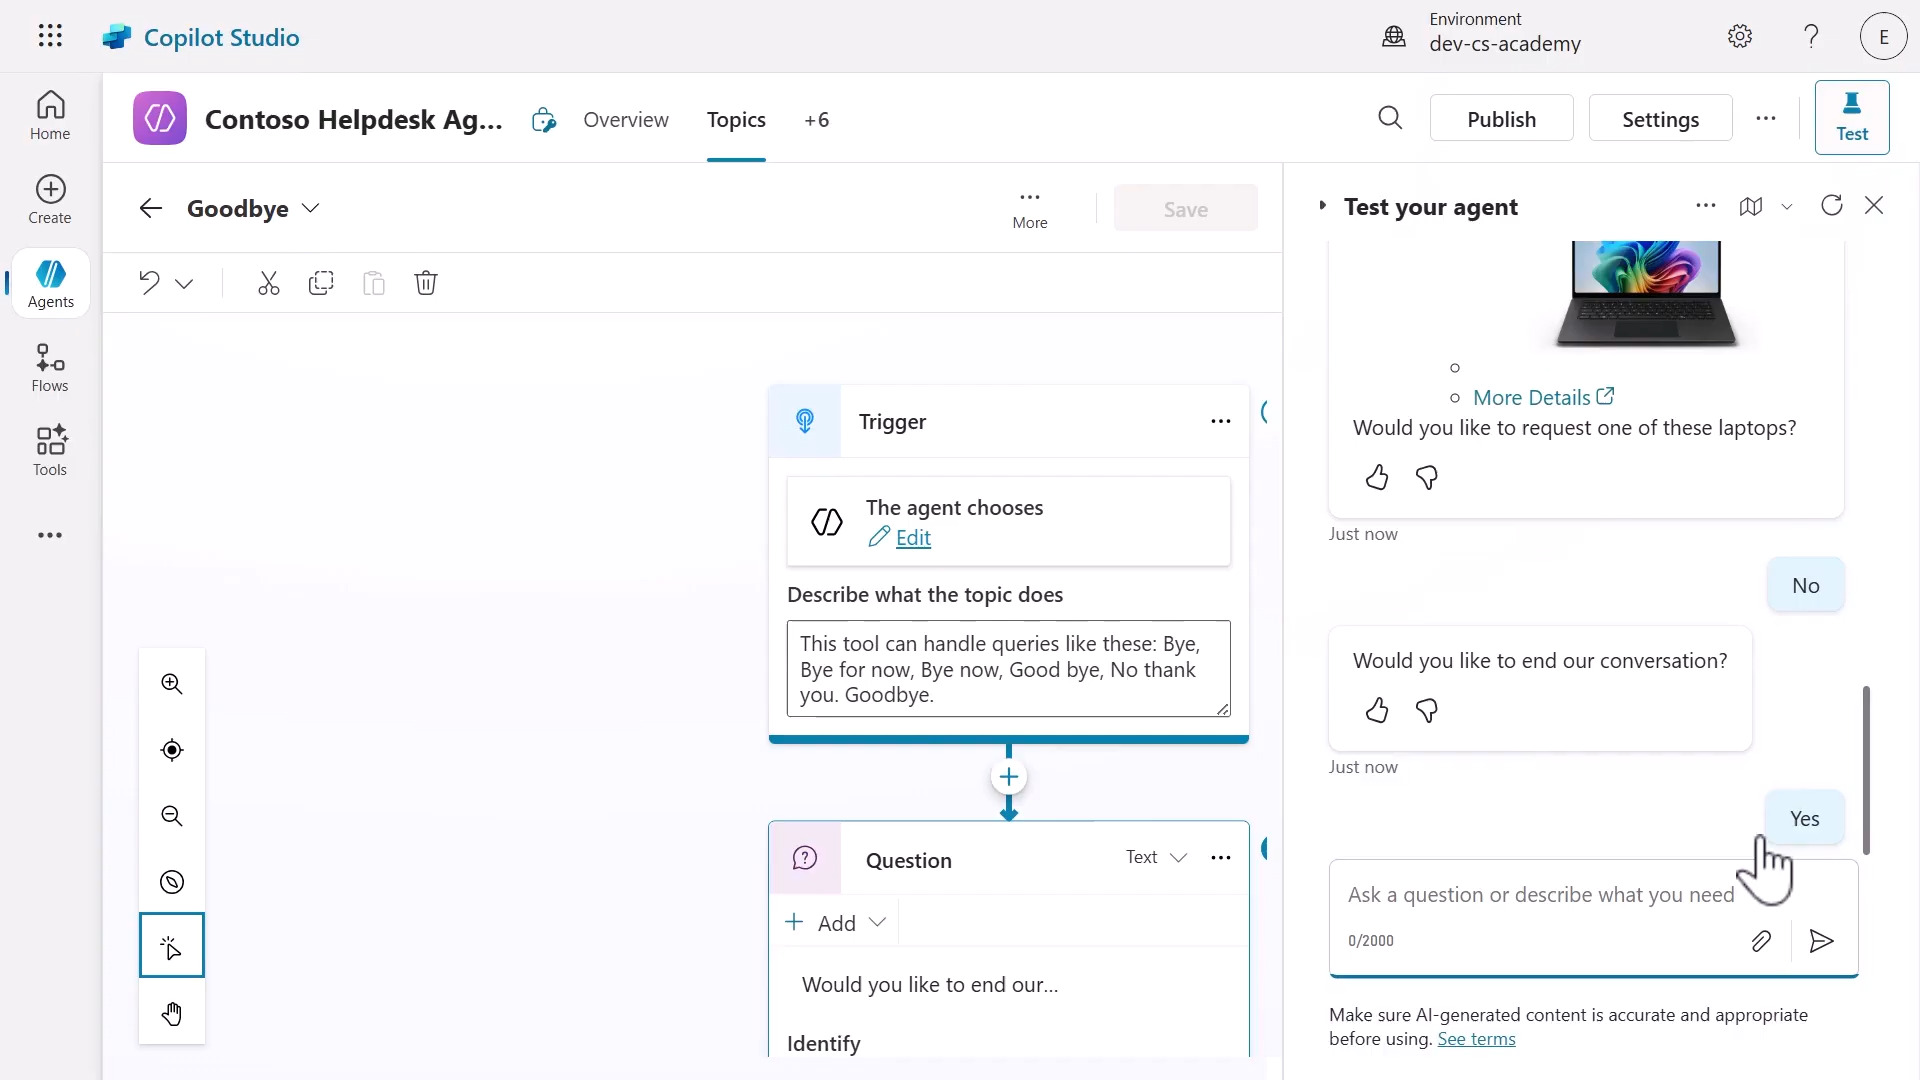 Copilot Studio
Environment
dev-cs-academy
E
Home
Create
Agents
Flows
Tools
Contoso Helpdesk Ag...
Overview
Topics
+6
Publish
Settings
Test
Goodbye
More
Save
Trigger
The agent chooses
Edit
Describe what the topic does
This tool can handle queries like these: Bye,
Bye for now, Bye now, Good bye, No thank
you. Goodbye.
Question
Text
Add
Would you like to end our...
Identify
Test your agent
More Details
Would you like to request one of these laptops?
Just now
No
Would you like to end our conversation?
Just now
Yes
Ask a question or describe what you need
0/2000
Make sure AI-generated content is accurate and appropriate
before using. See terms